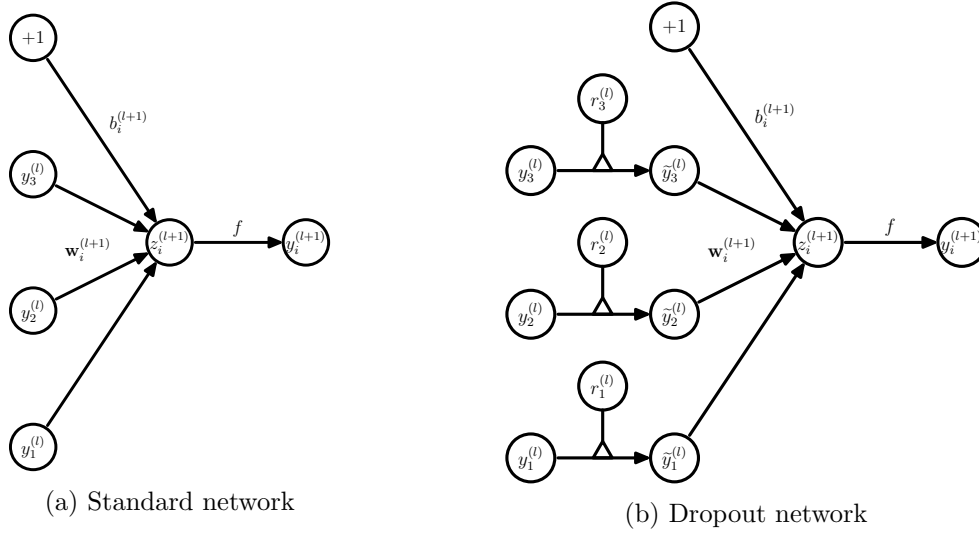 +1
b_i^{(l+1)}
y_3^{(l)}
w_i^{(l+1)}
z_i^{(l+1)}
f
y_i^{(l+1)}
y_2^{(l)}
y_1^{(l)}
(a) Standard network
+1
b_i^{(l+1)}
r_3^{(l)}
y_3^{(l)}
ỹ_3^{(l)}
r_2^{(l)}
w_i^{(l+1)}
z_i^{(l+1)}
f
y_i^{(l+1)}
y_2^{(l)}
ỹ_2^{(l)}
r_1^{(l)}
y_1^{(l)}
ỹ_1^{(l)}
(b) Dropout network